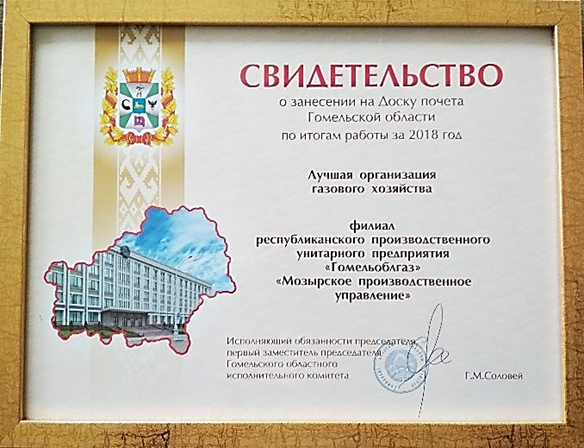 СВИДЕТЕЛЬСТВО
о занесении на Доску почета
Гомельской области
по итогам работы за 2018 год
Лучшая организация
газового хозяйства
филиал
республиканского производственного
унитарного предприятия
«Гомельоблгаз»
«Мозырское производственное
управление»
Исполняющий обязанности председателя,
первый заместитель председателя
Гомельского областного
исполнительного комитета
Г.М.Соловей